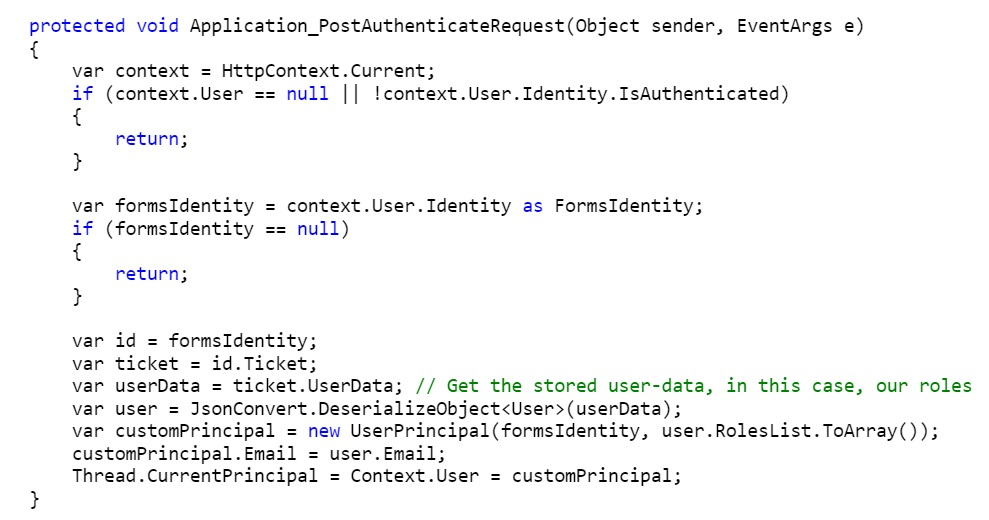 protected void Application_PostAuthenticateRequest(Object sender, EventArgs e)
{
    var context = HttpContext.Current;
    if (context.User == null || !context.User.Identity.IsAuthenticated)
    {
        return;
    }

    var formsIdentity = context.User.Identity as FormsIdentity;
    if (formsIdentity == null)
    {
        return;
    }

    var id = formsIdentity;
    var ticket = id.Ticket;
    var userData = ticket.UserData; // Get the stored user-data, in this case, our roles
    var user = JsonConvert.DeserializeObject<User>(userData);
    var customPrincipal = new UserPrincipal(formsIdentity, user.RolesList.ToArray());
    customPrincipal.Email = user.Email;
    Thread.CurrentPrincipal = Context.User = customPrincipal;
}